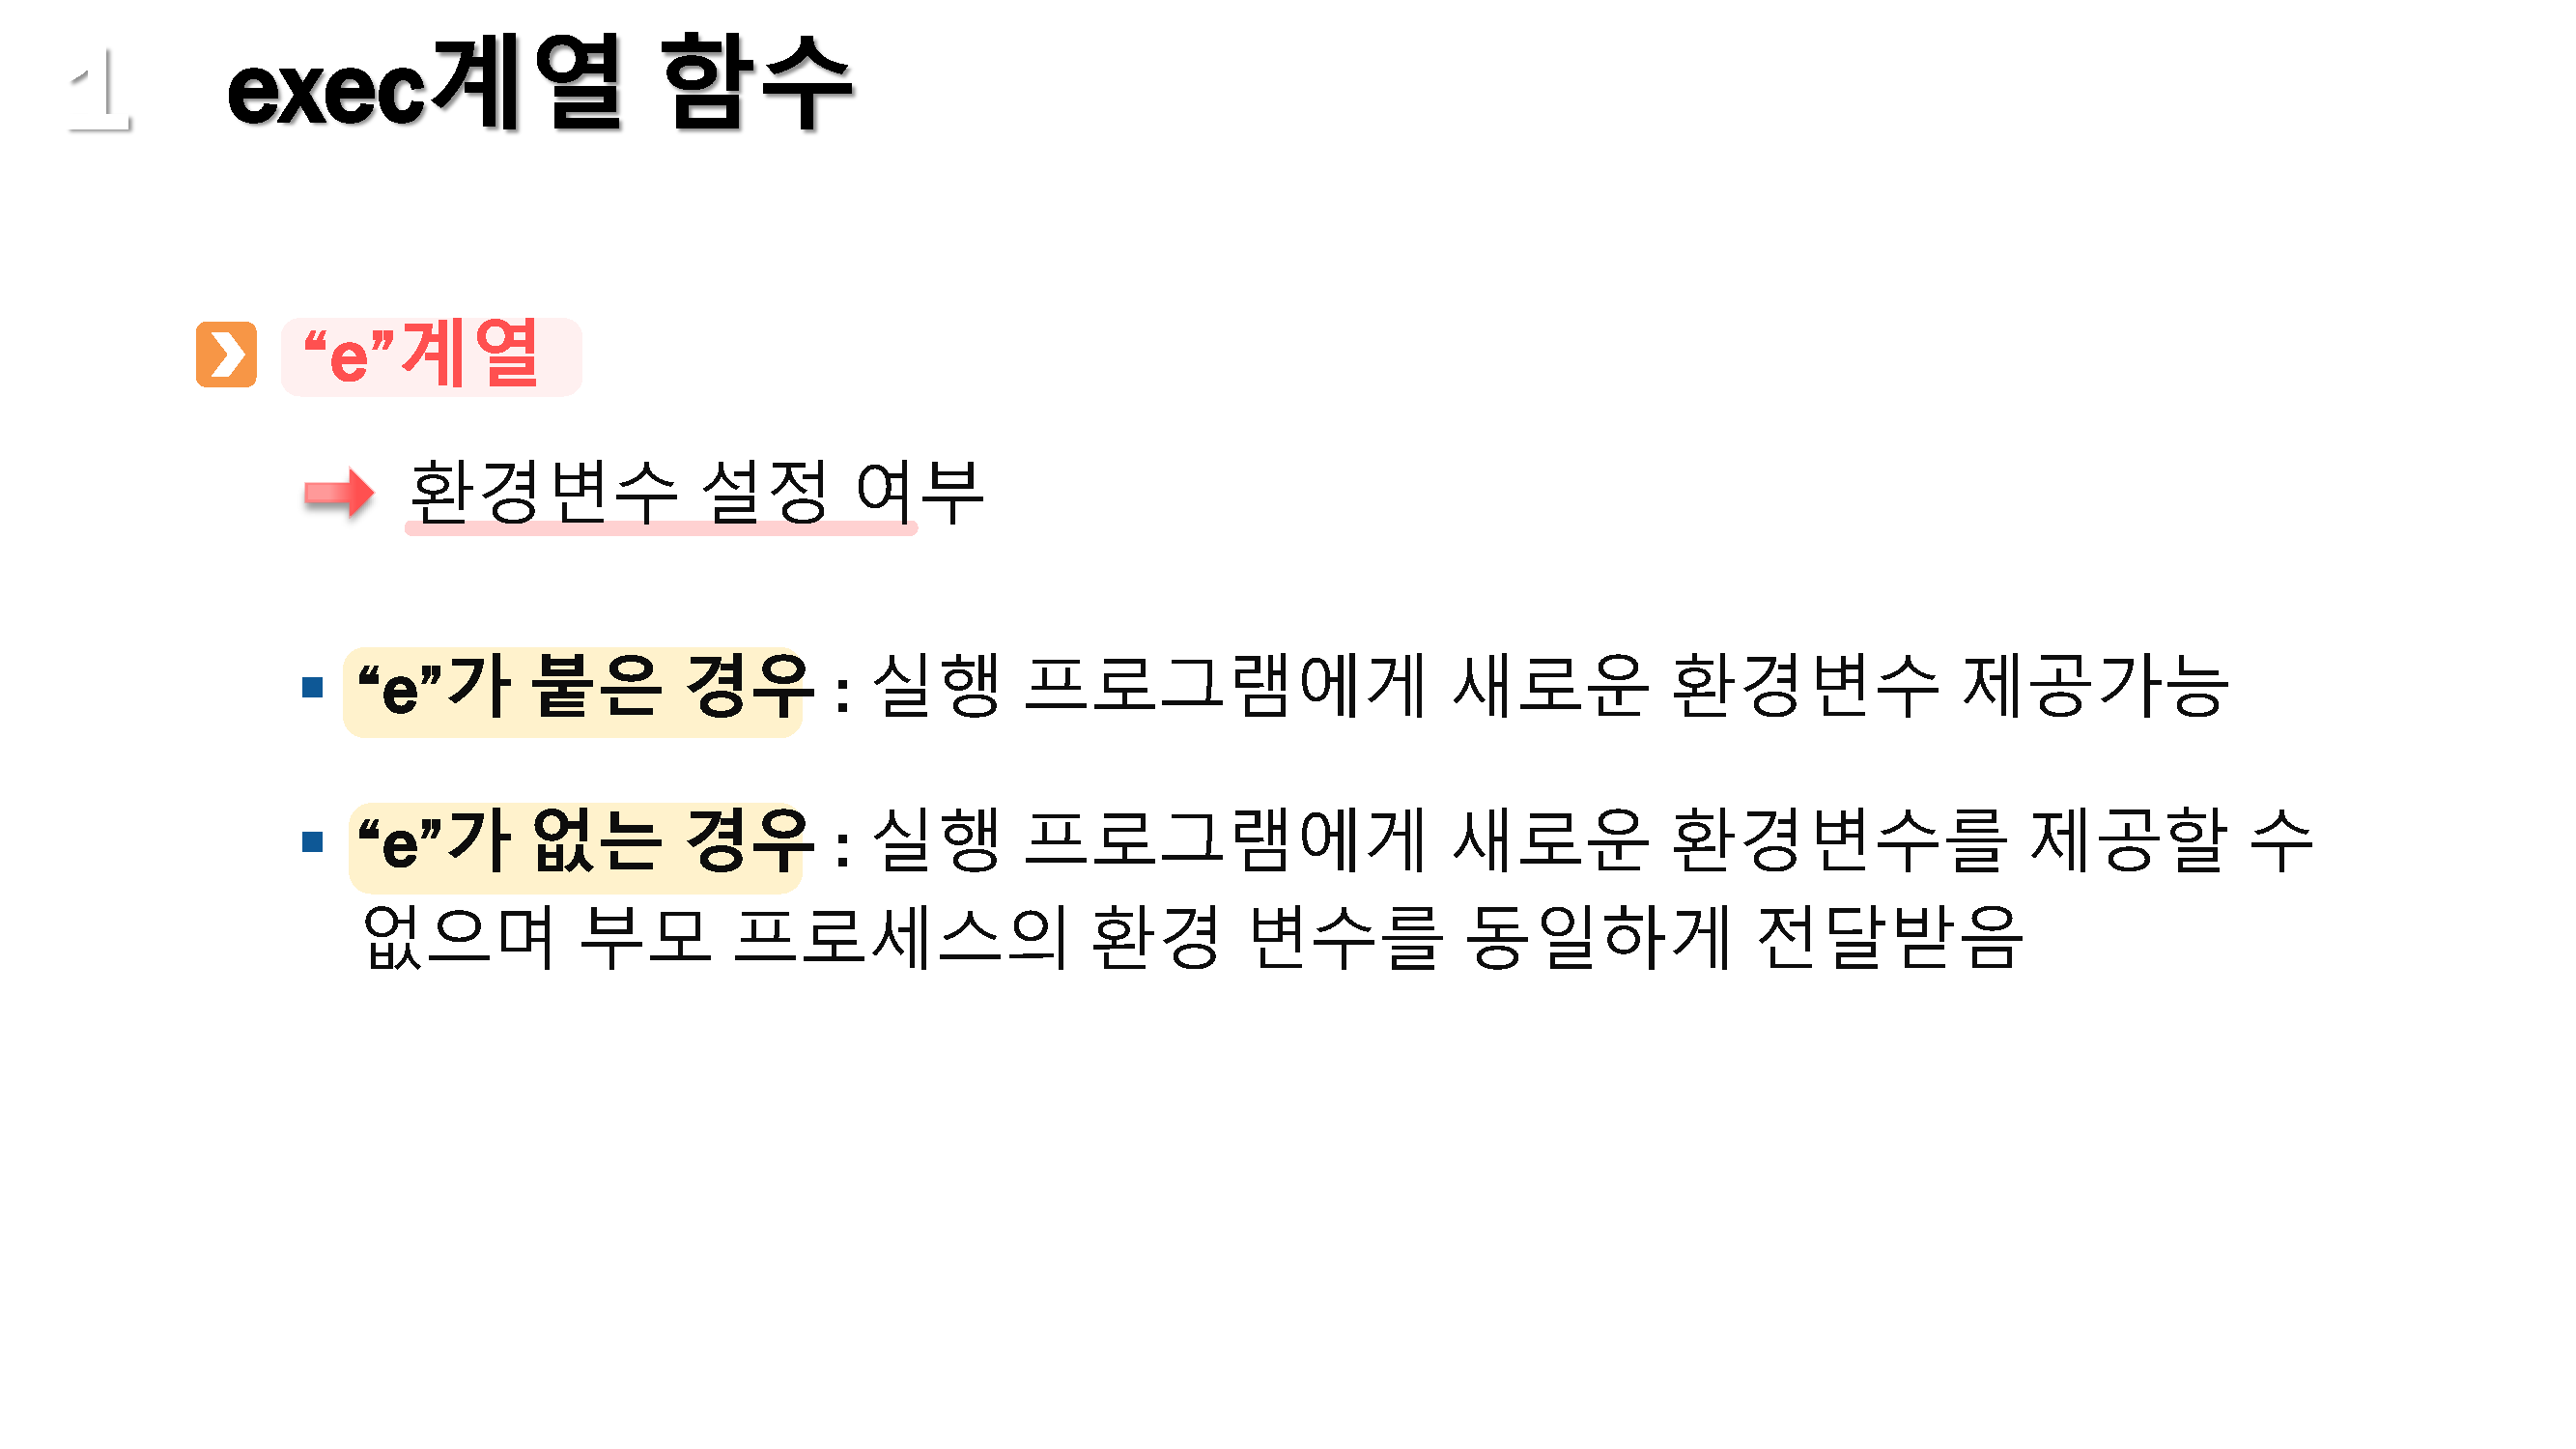 1 exec계열 함수
“e”계열
환경변수 설정 여부
“e”가 붙은 경우 : 실행 프로그램에게 새로운 환경변수 제공가능
“e”가 없는 경우 : 실행 프로그램에게 새로운 환경변수를 제공할 수
없으며 부모 프로세스의 환경 변수를 동일하게 전달받음